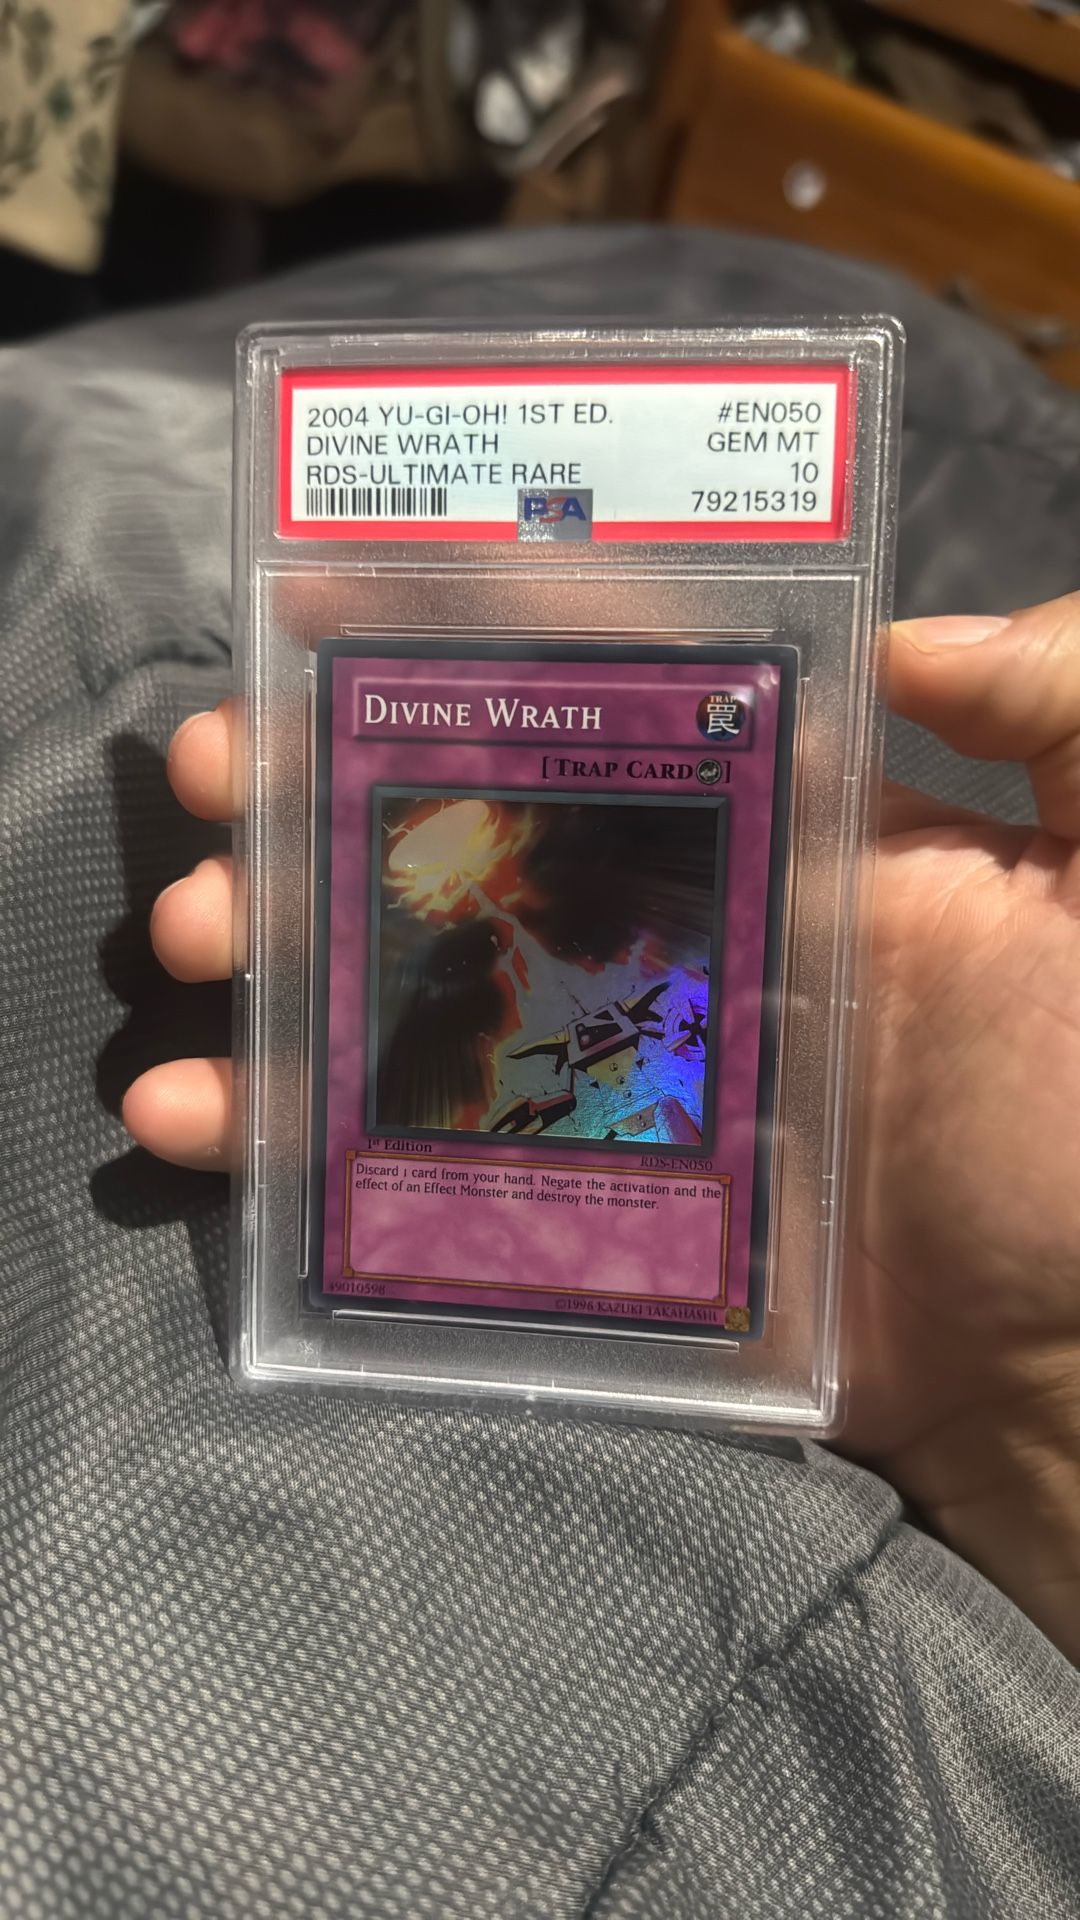 2004 YU-GI-OH! 1ST ED. #EN050
DIVINE WRATH GEM MT
RDS-ULTIMATE RARE 10
PSA 79215319
DIVINE WRATH
TRAP
罠
[TRAP CARD]
1st Edition
RDS-EN050
Discard 1 card from your hand. Negate the activation and the
effect of an Effect Monster and destroy the monster.
49010598
©1996 KAZUKI TAKAHASHI